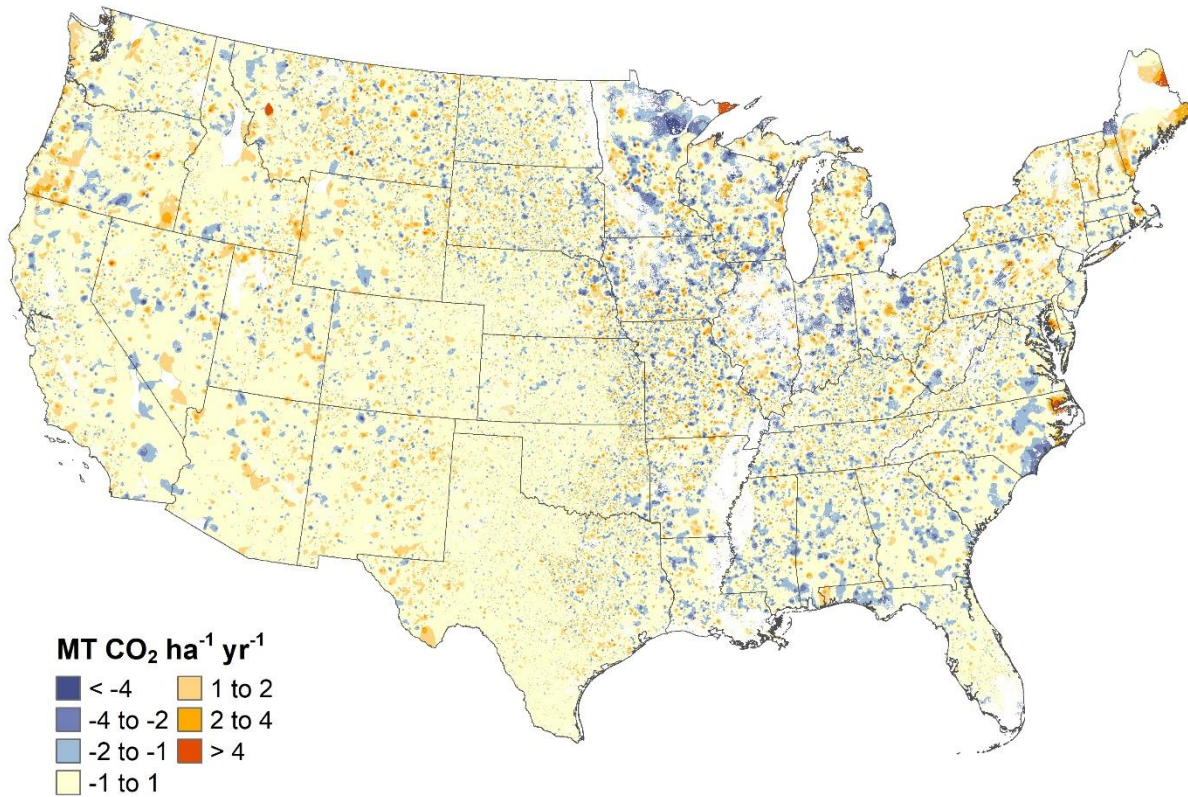 MT CO₂ ha⁻¹ yr⁻¹
< -4
-4 to -2
-2 to -1
-1 to 1
1 to 2
2 to 4
> 4